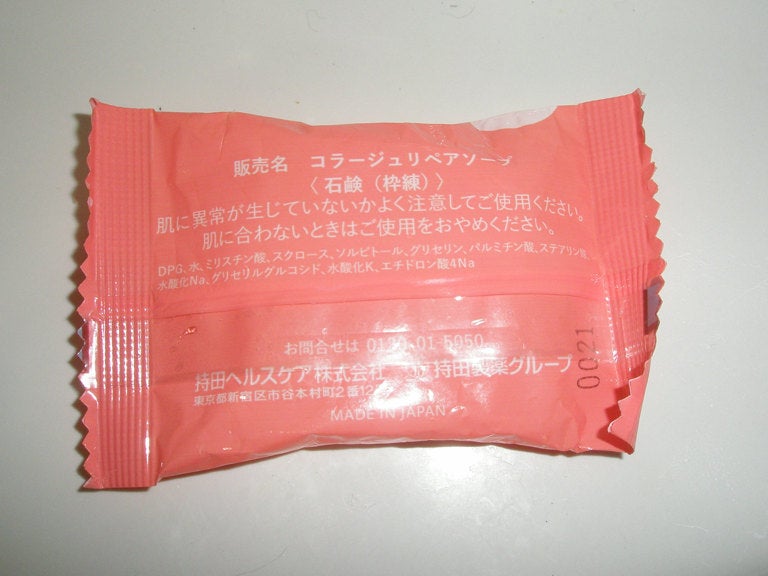 販売名 コラージュリペアソープ
〈石鹸（枠練）〉
肌に異常が生じていないかよく注意してご使用ください。
肌に合わないときはご使用をおやめください。
DPG、水、ミリスチン酸、スクロース、ソルビトール、グリセリン、パルミチン酸、ステアリン酸、
水酸化Na、グリセリルグルコシド、水酸化K、エチドロン酸4Na
お問合せは 0120-01-5050
持田ヘルスケア株式会社 持田製薬グループ
東京都新宿区市谷本村町2番12
MADE IN JAPAN
0021